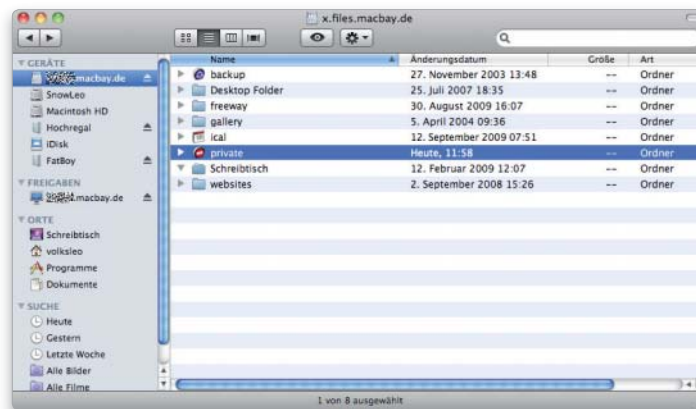 x.files.macbay.de
GERÄTE
macbay.de
SnowLeo
Macintosh HD
Hochregal
iDisk
FatBoy
FREIGABEN
macbay.de
ORTE
Schreibtisch
volksleo
Programme
Dokumente
SUCHE
Heute
Gestern
Letzte Woche
Alle Bilder
Alle Filme
Name Änderungsdatum Größe Art
backup 27. November 2003 13:48 -- Ordner
Desktop Folder 25. Juli 2007 18:35 -- Ordner
freeway 30. August 2009 16:07 -- Ordner
gallery 5. April 2004 09:36 -- Ordner
ical 12. September 2009 07:51 -- Ordner
private Heute, 11:58 -- Ordner
Schreibtisch 12. Februar 2009 12:07 -- Ordner
websites 2. September 2008 15:26 -- Ordner
1 von 8 ausgewählt